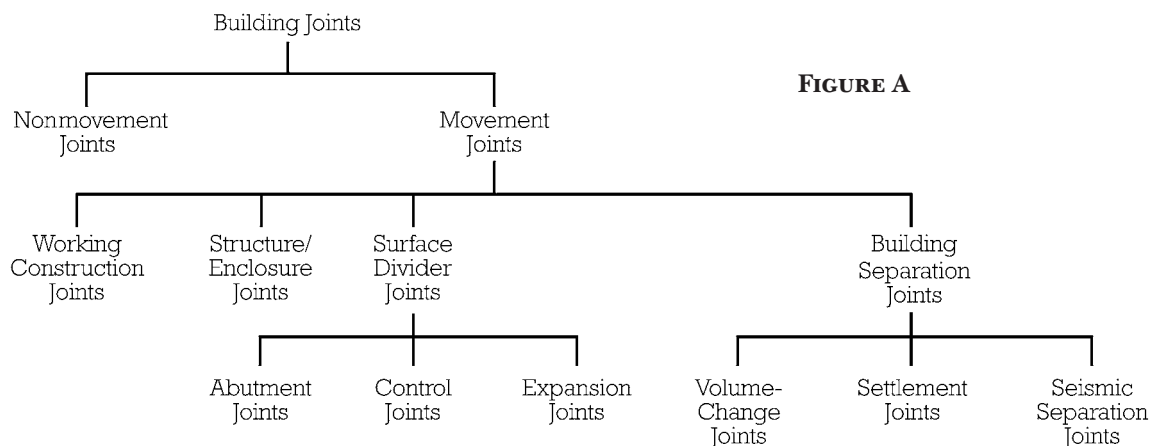 Building Joints
FIGURE A
Nonmovement
Joints
Movement
Joints
Working
Construction
Joints
Structure/
Enclosure
Joints
Surface
Divider
Joints
Building
Separation
Joints
Abutment
Joints
Control
Joints
Expansion
Joints
Volume-
Change
Joints
Settlement
Joints
Seismic
Separation
Joints